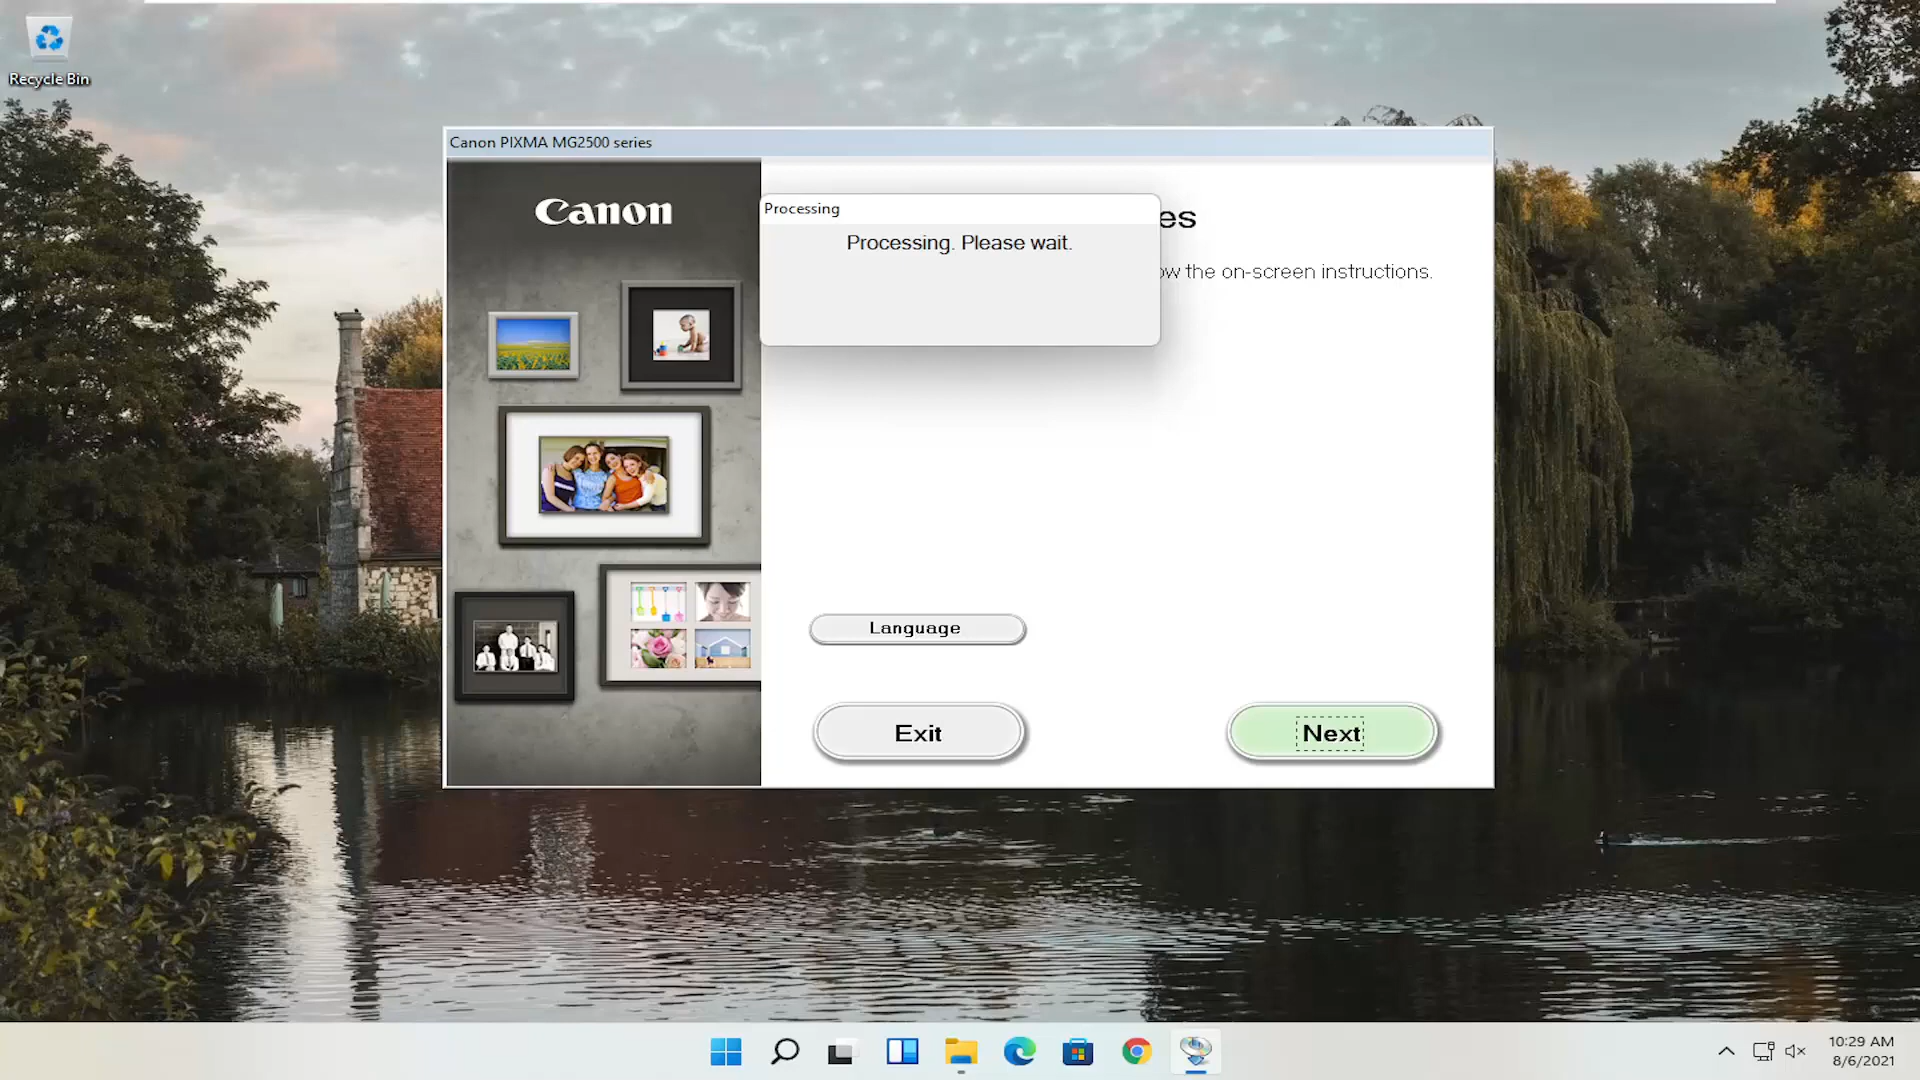 Recycle Bin
Canon PIXMA MG2500 series
Canon
Processing
Processing. Please wait.
es
ow the on-screen instructions.
Language
Exit
Next
10:29 AM
8/6/2021